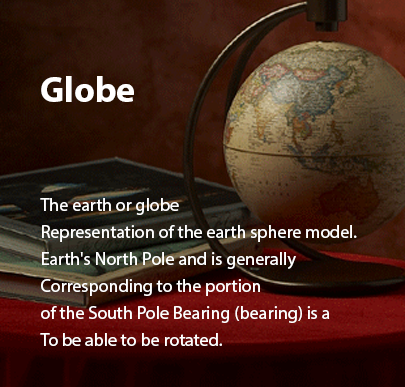 Globe
The earth or globe
Representation of the earth sphere model.
Earth's North Pole and is generally
Corresponding to the portion
of the South Pole Bearing (bearing) is a
To be able to be rotated.